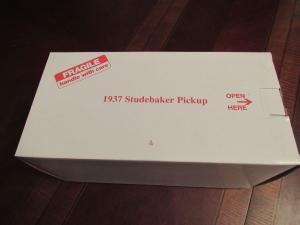 FRAGILE
handle with care
1937 Studebaker Pickup
OPEN
HERE